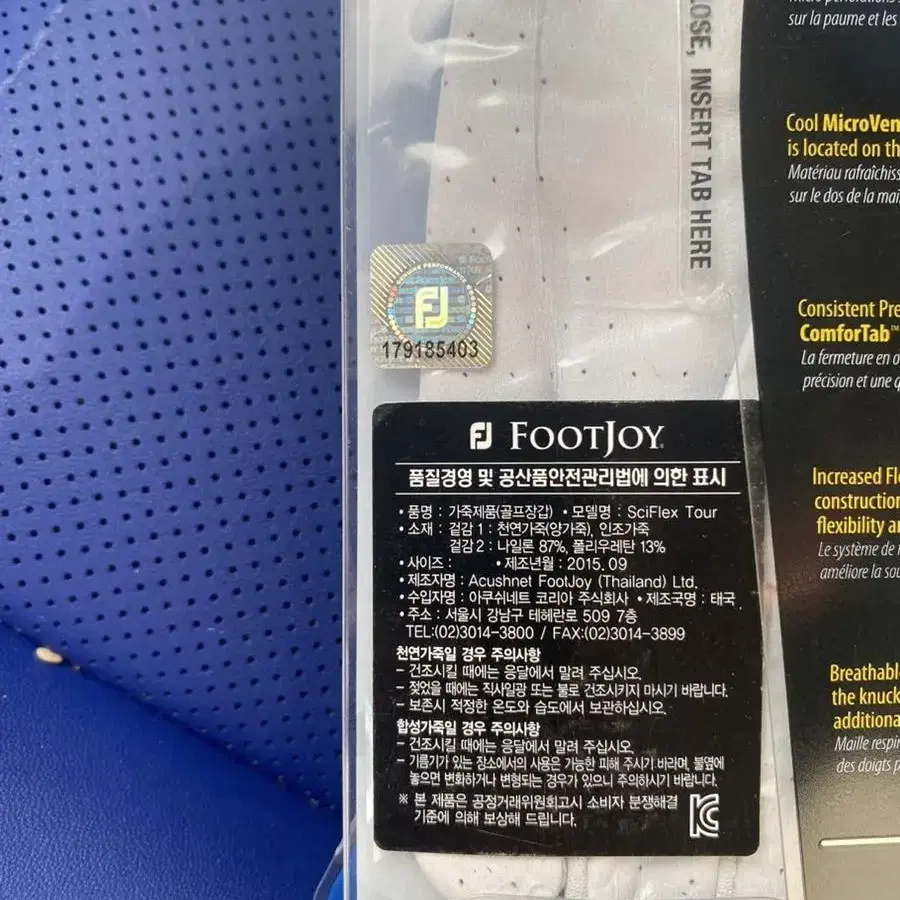 sur la paume et les
LOSE, INSERT TAB HERE
Cool MicroVen
is located on th
Matériau rafraîchiss
sur le dos de la mai
Consistent Pre
ComforTab™
La fermeture en o
précision et une q
Increased Fle
construction
flexibility an
Le système de
améliore la sou
Breathable
the knuck
additiona
Maille respir
des doigts p
FJ
179185403
FJ FOOTJOY
품질경영 및 공산품안전관리법에 의한 표시
• 품명 : 가죽제품(골프장갑) • 모델명 : SciFlex Tour
• 소재 : 겉감 1 : 천연가죽(양가죽), 인조가죽
겉감 2 : 나일론 87%, 폴리우레탄 13%
• 사이즈 : • 제조년월 : 2015. 09
• 제조자명 : Acushnet FootJoy (Thailand) Ltd.
• 수입자명 : 아쿠쉬네트 코리아 주식회사 • 제조국명 : 태국
• 주소 : 서울시 강남구 테헤란로 509 7층
TEL:(02)3014-3800 / FAX:(02)3014-3899
천연가죽일 경우 주의사항
– 건조시킬 때에는 응달에서 말려 주십시오.
– 젖었을 때에는 직사일광 또는 불로 건조시키지 마시기 바랍니다.
– 보존시 적정한 온도와 습도에서 보관하십시오.
합성가죽일 경우 주의사항
– 건조시킬 때에는 응달에서 말려 주십시오.
– 기름기가 있는 장소에서의 사용은 가능한 피해 주시기 바라며, 불옆에
놓으면 변화하거나 변형되는 경우가 있으니 주의하시기 바랍니다.
※ 본 제품은 공정거래위원회고시 소비자 분쟁해결
기준에 의해 보상해 드립니다.